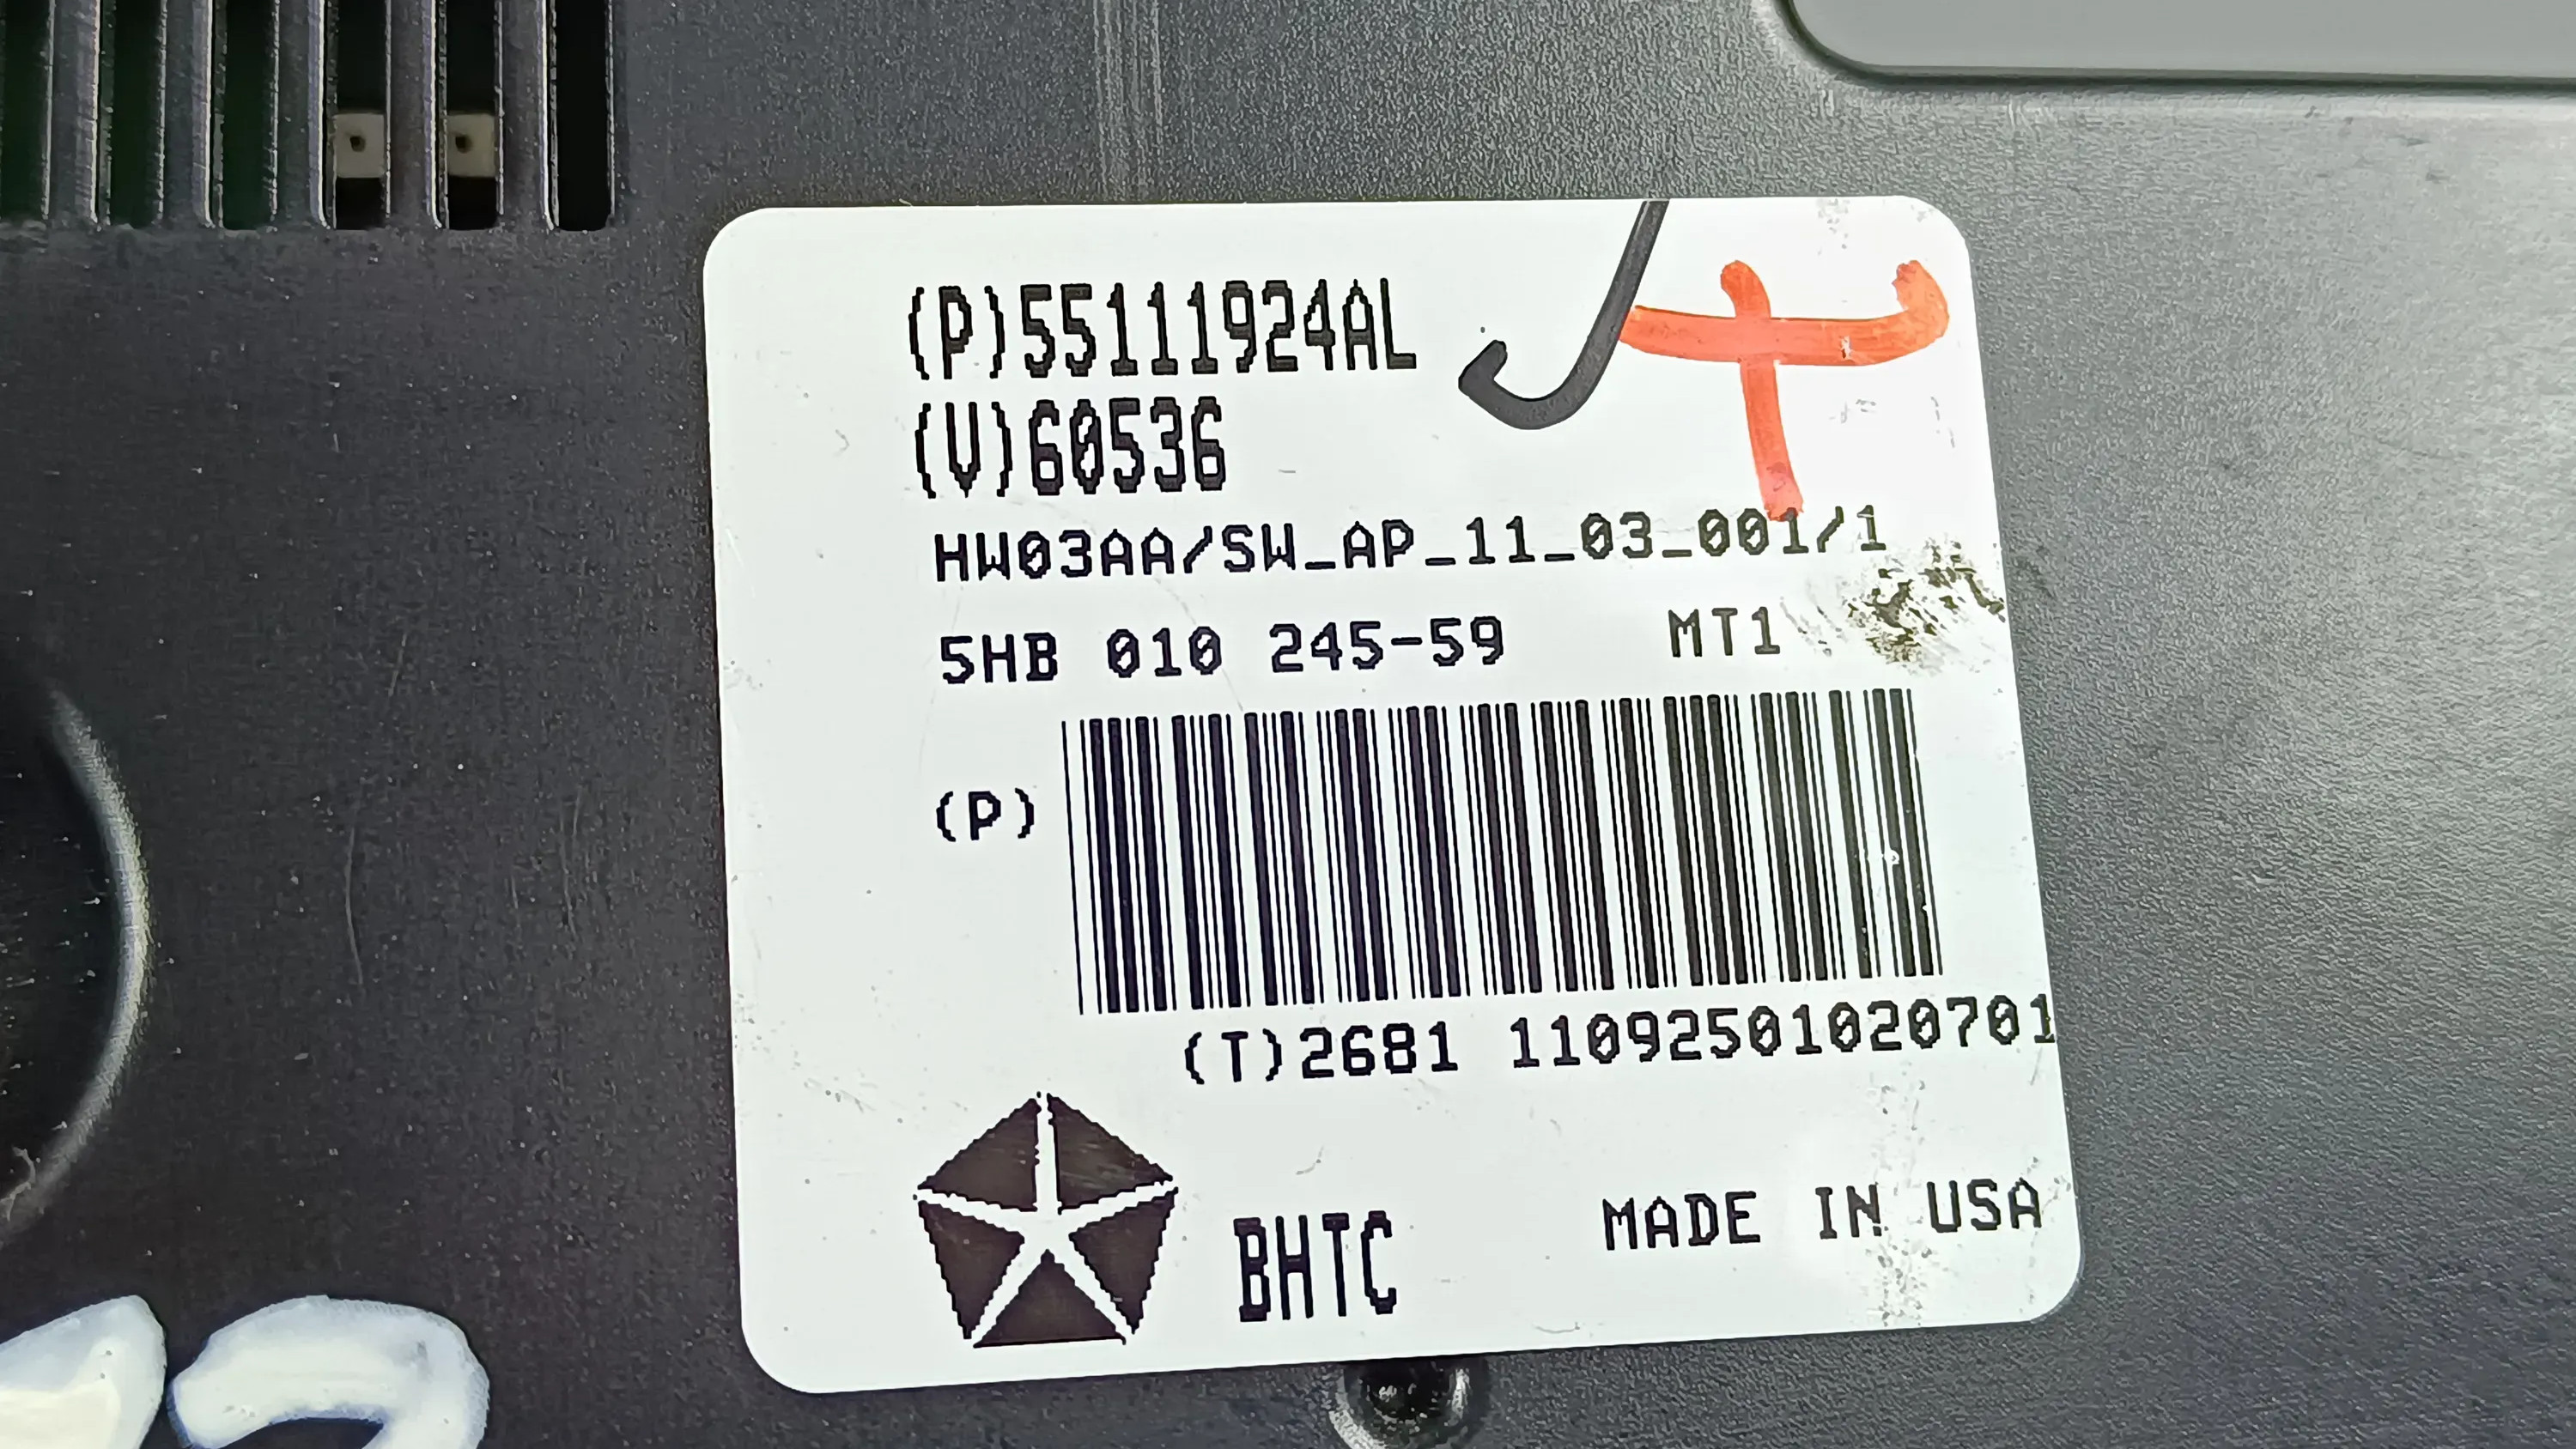 (P)55111924AL
(V)60536
HW03AA/SW_AP_11_03_001/1
5HB 010 245-59 MT1
(P)
(T)2681 11092501020701
BHTC MADE IN USA